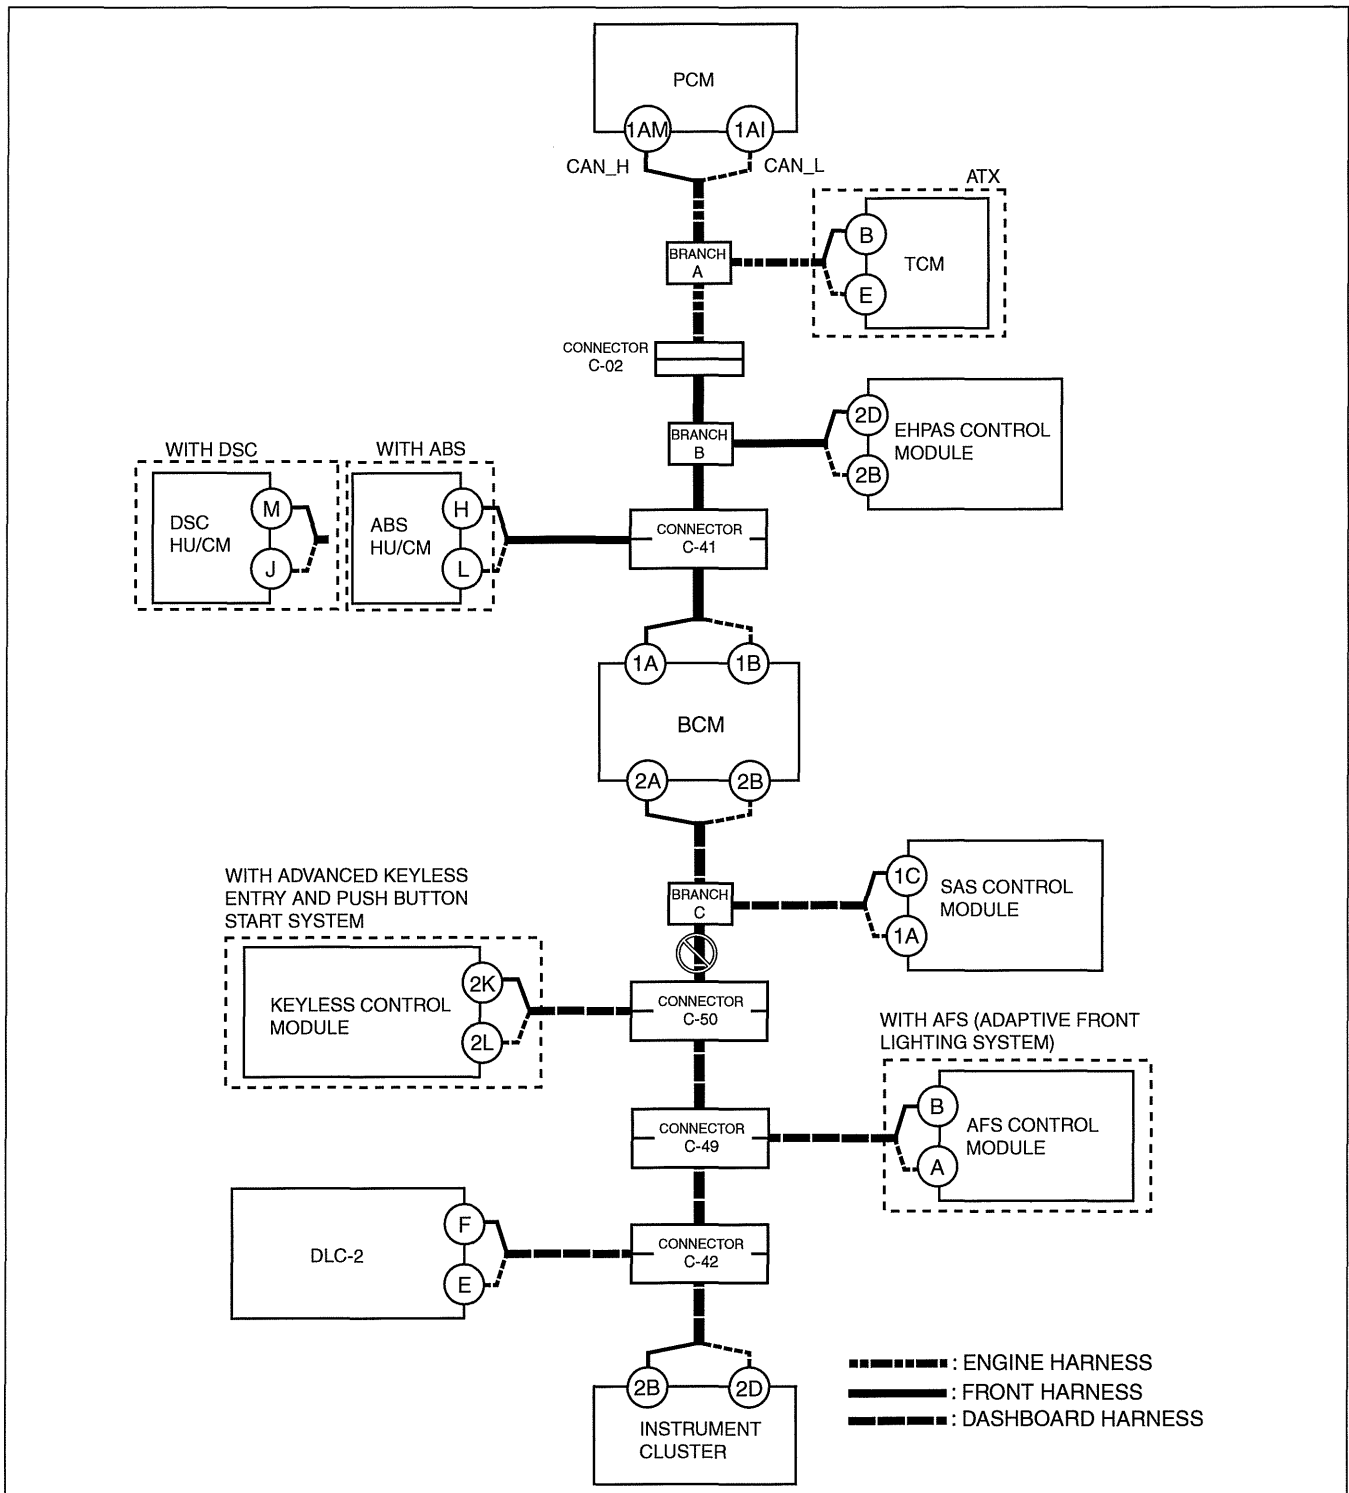 PCM
1AM
1AI
CAN_H
CAN_L
ATX
BRANCH
A
B
TCM
E
CONNECTOR
C-02
BRANCH
B
2D
EHPAS CONTROL
MODULE
2B
WITH DSC
WITH ABS
M
DSC
HU/CM
J
H
ABS
HU/CM
L
CONNECTOR
C-41
1A
1B
BCM
2A
2B
BRANCH
C
1C
SAS CONTROL
MODULE
1A
WITH ADVANCED KEYLESS
ENTRY AND PUSH BUTTON
START SYSTEM
2K
KEYLESS CONTROL
MODULE
2L
CONNECTOR
C-50
WITH AFS (ADAPTIVE FRONT
LIGHTING SYSTEM)
CONNECTOR
C-49
B
AFS CONTROL
MODULE
A
F
DLC-2
E
CONNECTOR
C-42
2B
2D
INSTRUMENT
CLUSTER
: ENGINE HARNESS
: FRONT HARNESS
: DASHBOARD HARNESS